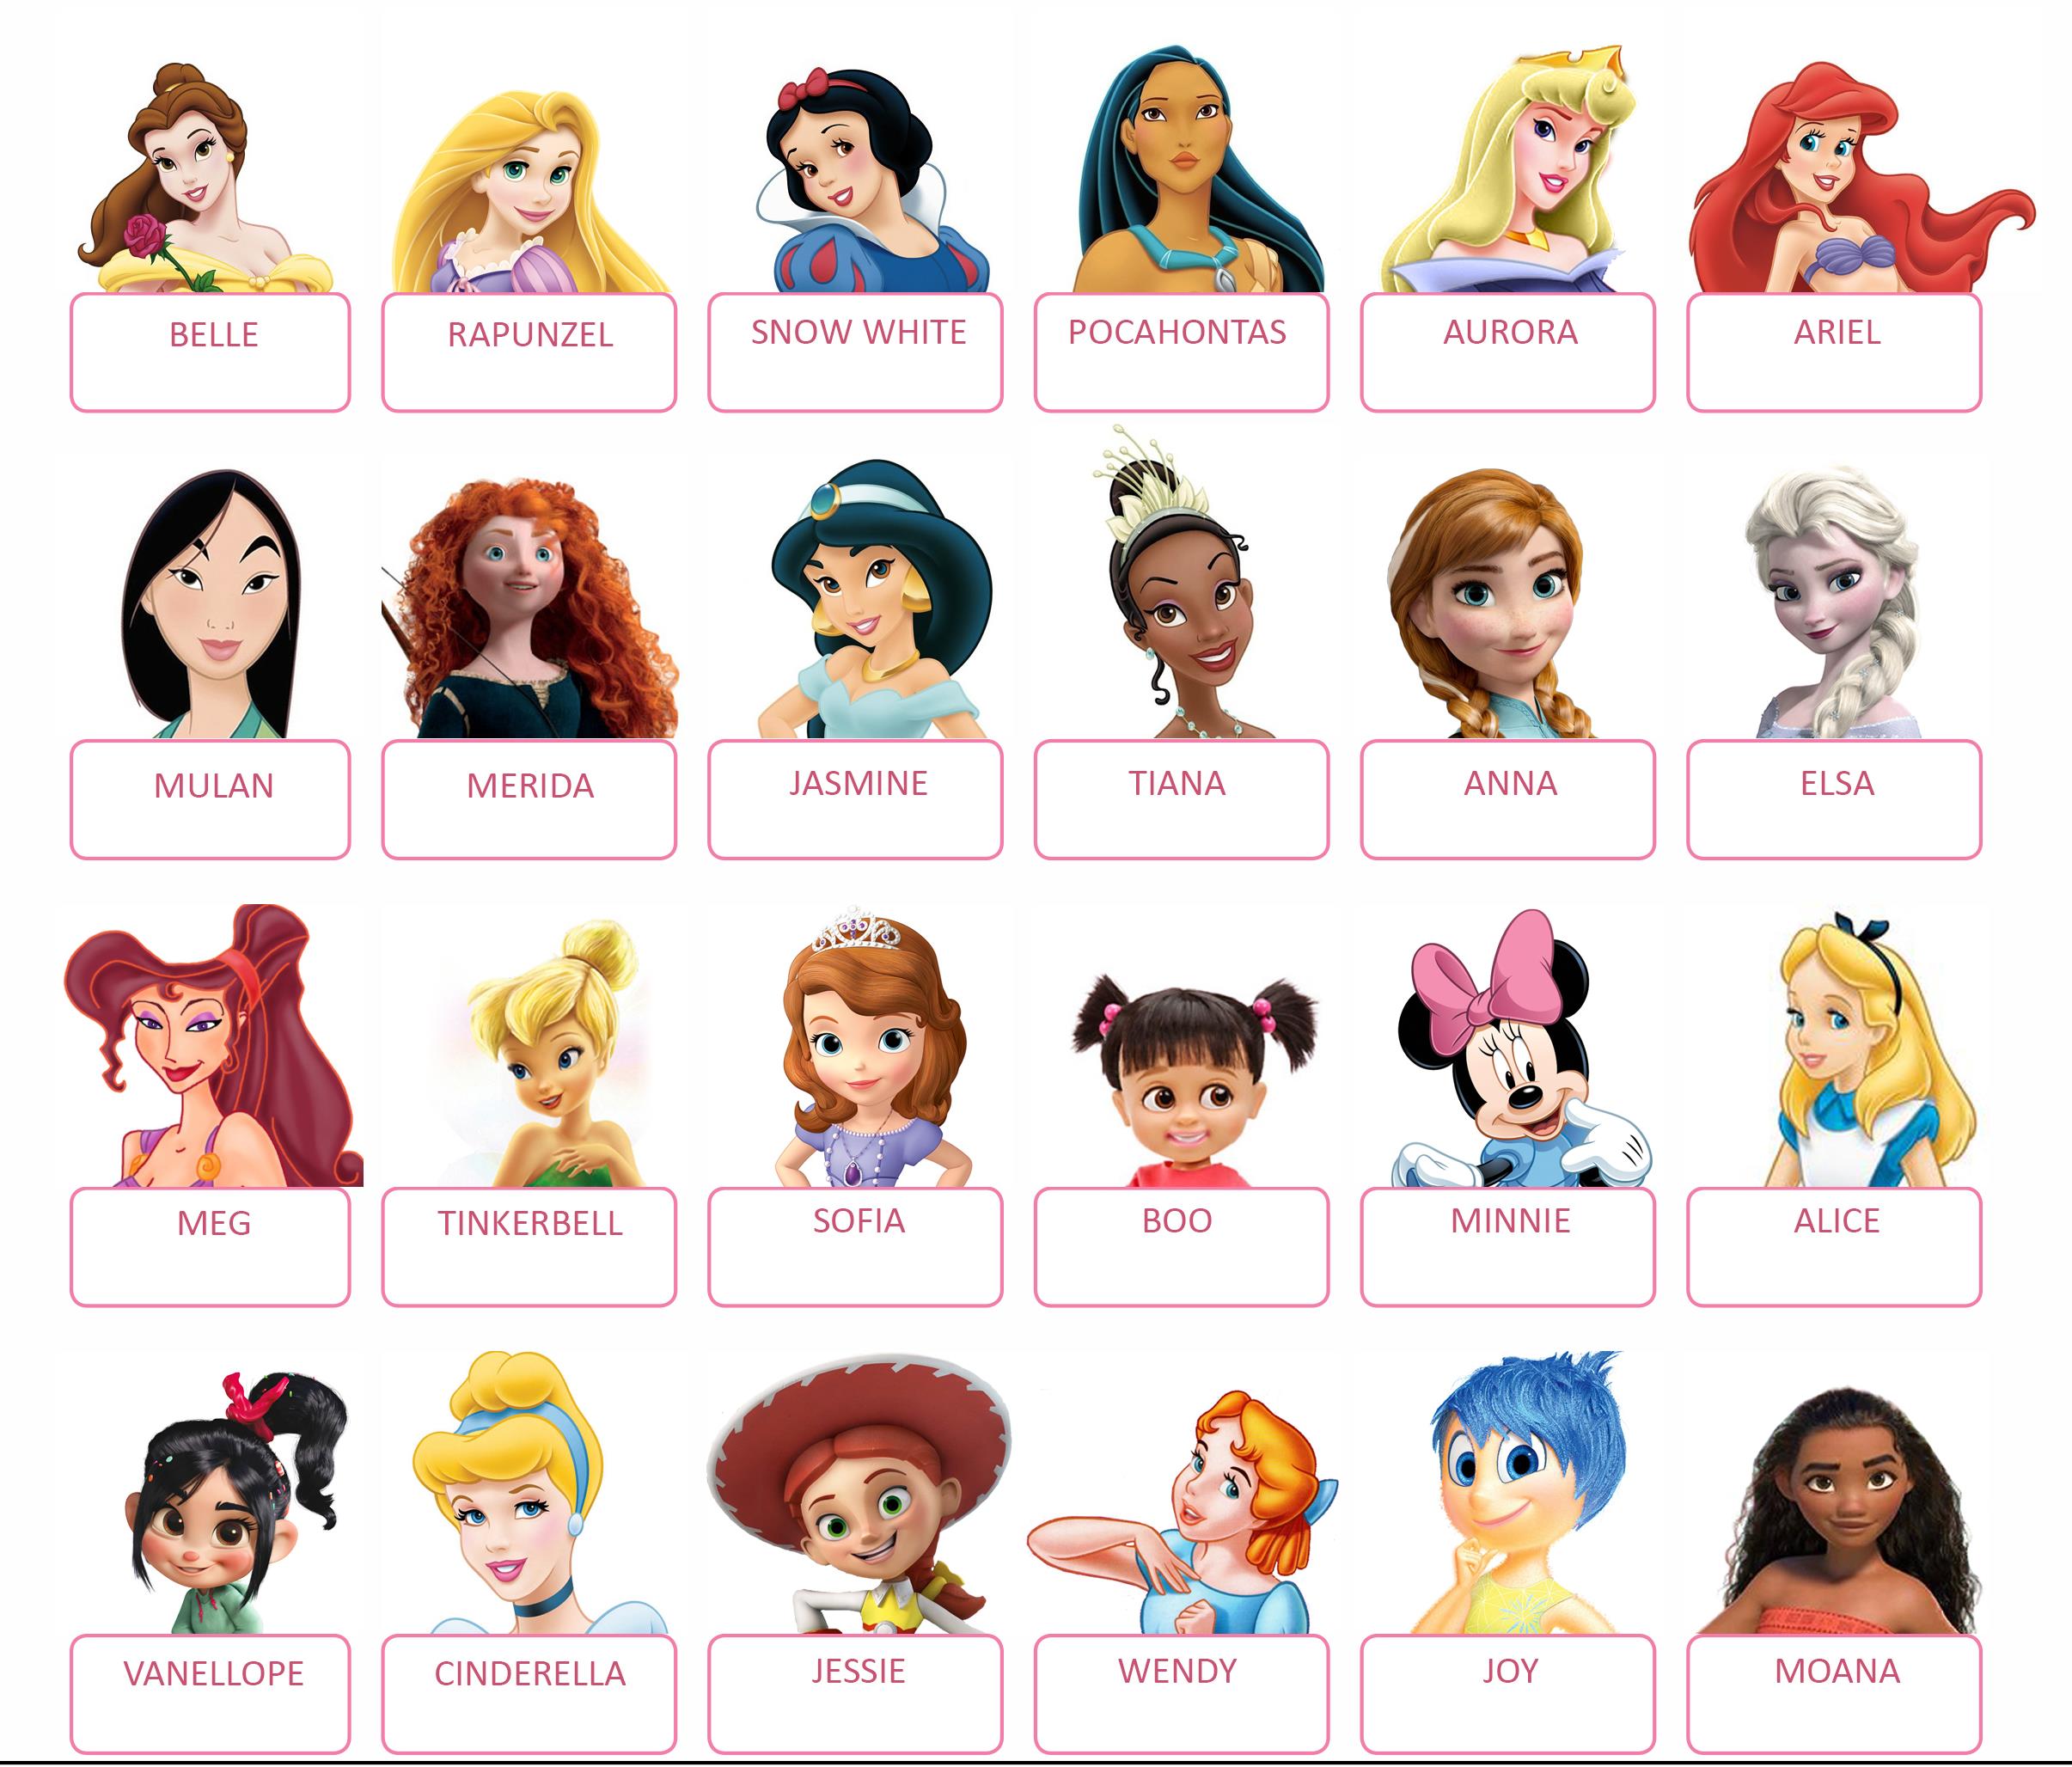 BELLE
RAPUNZEL
SNOW WHITE
POCAHONTAS
AURORA
ARIEL
MULAN
MERIDA
JASMINE
TIANA
ANNA
ELSA
MEG
TINKERBELL
SOFIA
BOO
MINNIE
ALICE
VANELLOPE
CINDERELLA
JESSIE
WENDY
JOY
MOANA